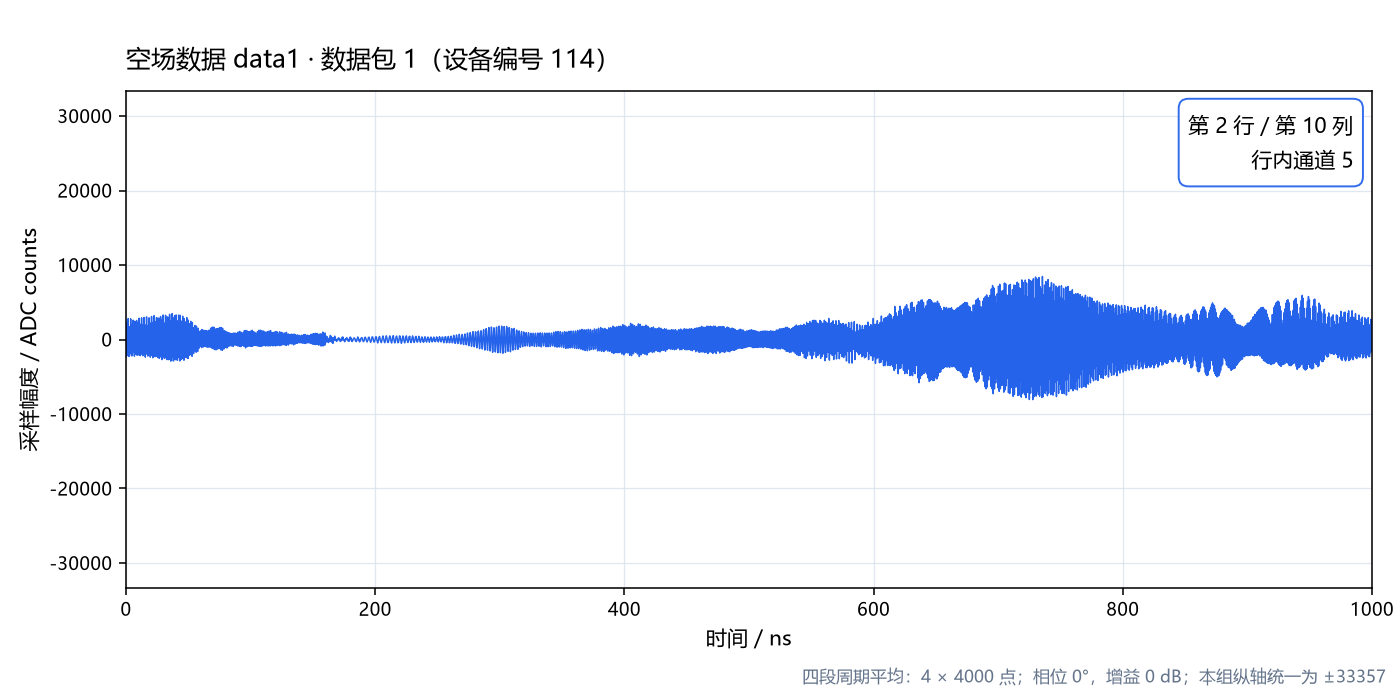 空场数据 data1 · 数据包 1（设备编号 114）
第 2 行 / 第 10 列
行内通道 5
30000
20000
10000
0
-10000
-20000
-30000
采样幅度 / ADC counts
0 200 400 600 800 1000
时间 / ns
四段周期平均：4 × 4000 点；相位 0°，增益 0 dB；本组纵轴统一为 ±33357